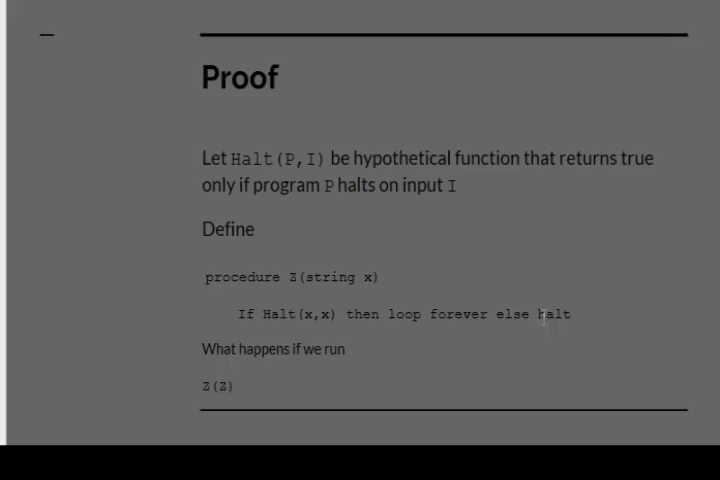 Proof
Let Halt(P,I) be hypothetical function that returns true
only if program P halts on input I
Define
procedure Z(string x)
If Halt(x,x) then loop forever else halt
What happens if we run
Z(Z)